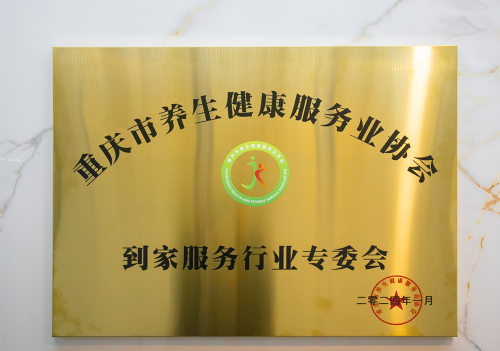 重庆市养生健康服务业协会
到家服务行业专委会
二零二四年一月